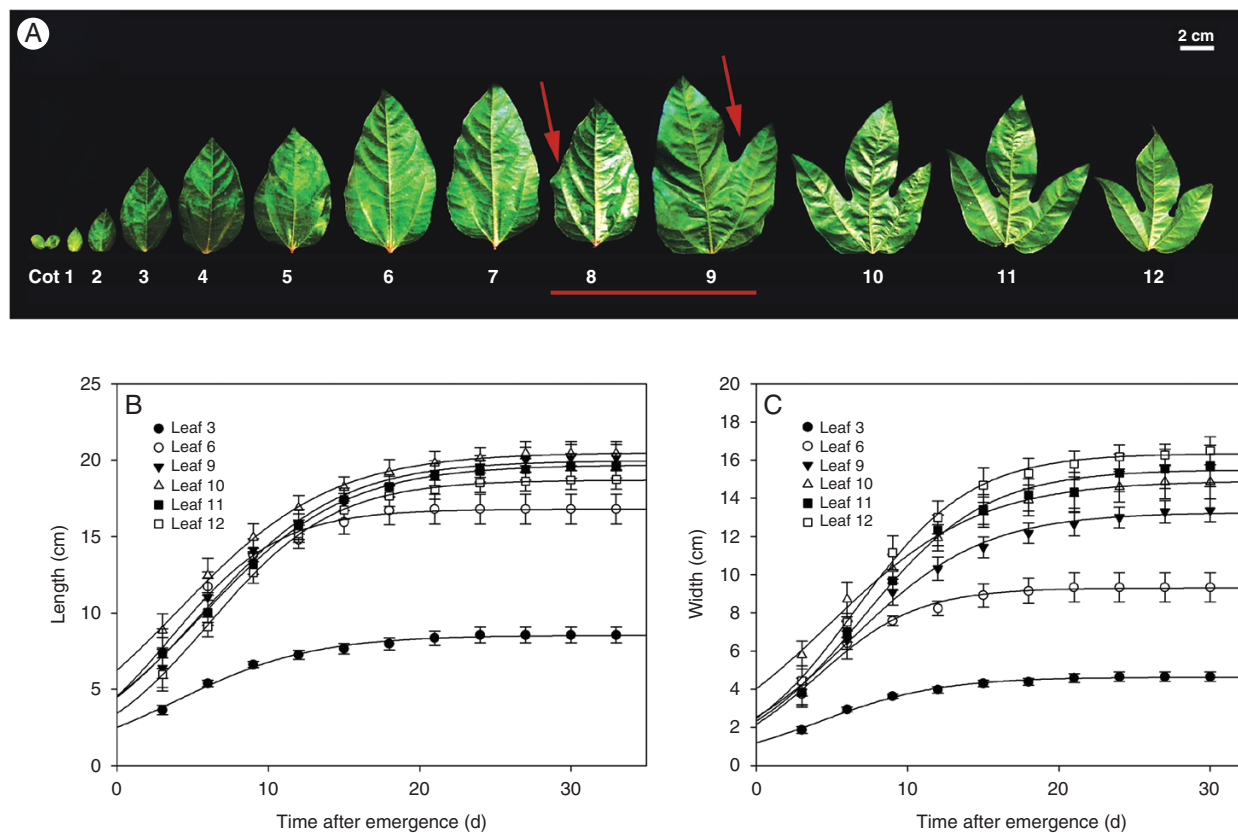 A
2 cm
Cot 1 2 3 4 5 6 7 8 9 10 11 12
B
Leaf 3
Leaf 6
Leaf 9
Leaf 10
Leaf 11
Leaf 12
25
20
15
10
5
0
Length (cm)
0 10 20 30
Time after emergence (d)
C
Leaf 3
Leaf 6
Leaf 9
Leaf 10
Leaf 11
Leaf 12
20
18
16
14
12
10
8
6
4
2
0
Width (cm)
0 10 20 30
Time after emergence (d)